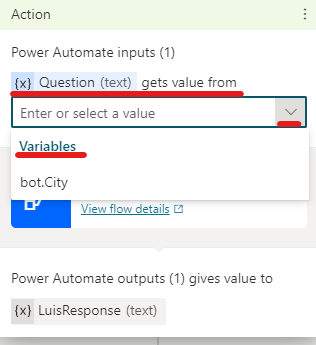 Action
Power Automate inputs (1)
{x} Question (text) gets value from
Enter or select a value
Variables
bot.City
View flow details
Power Automate outputs (1) gives value to
{x} LuisResponse (text)